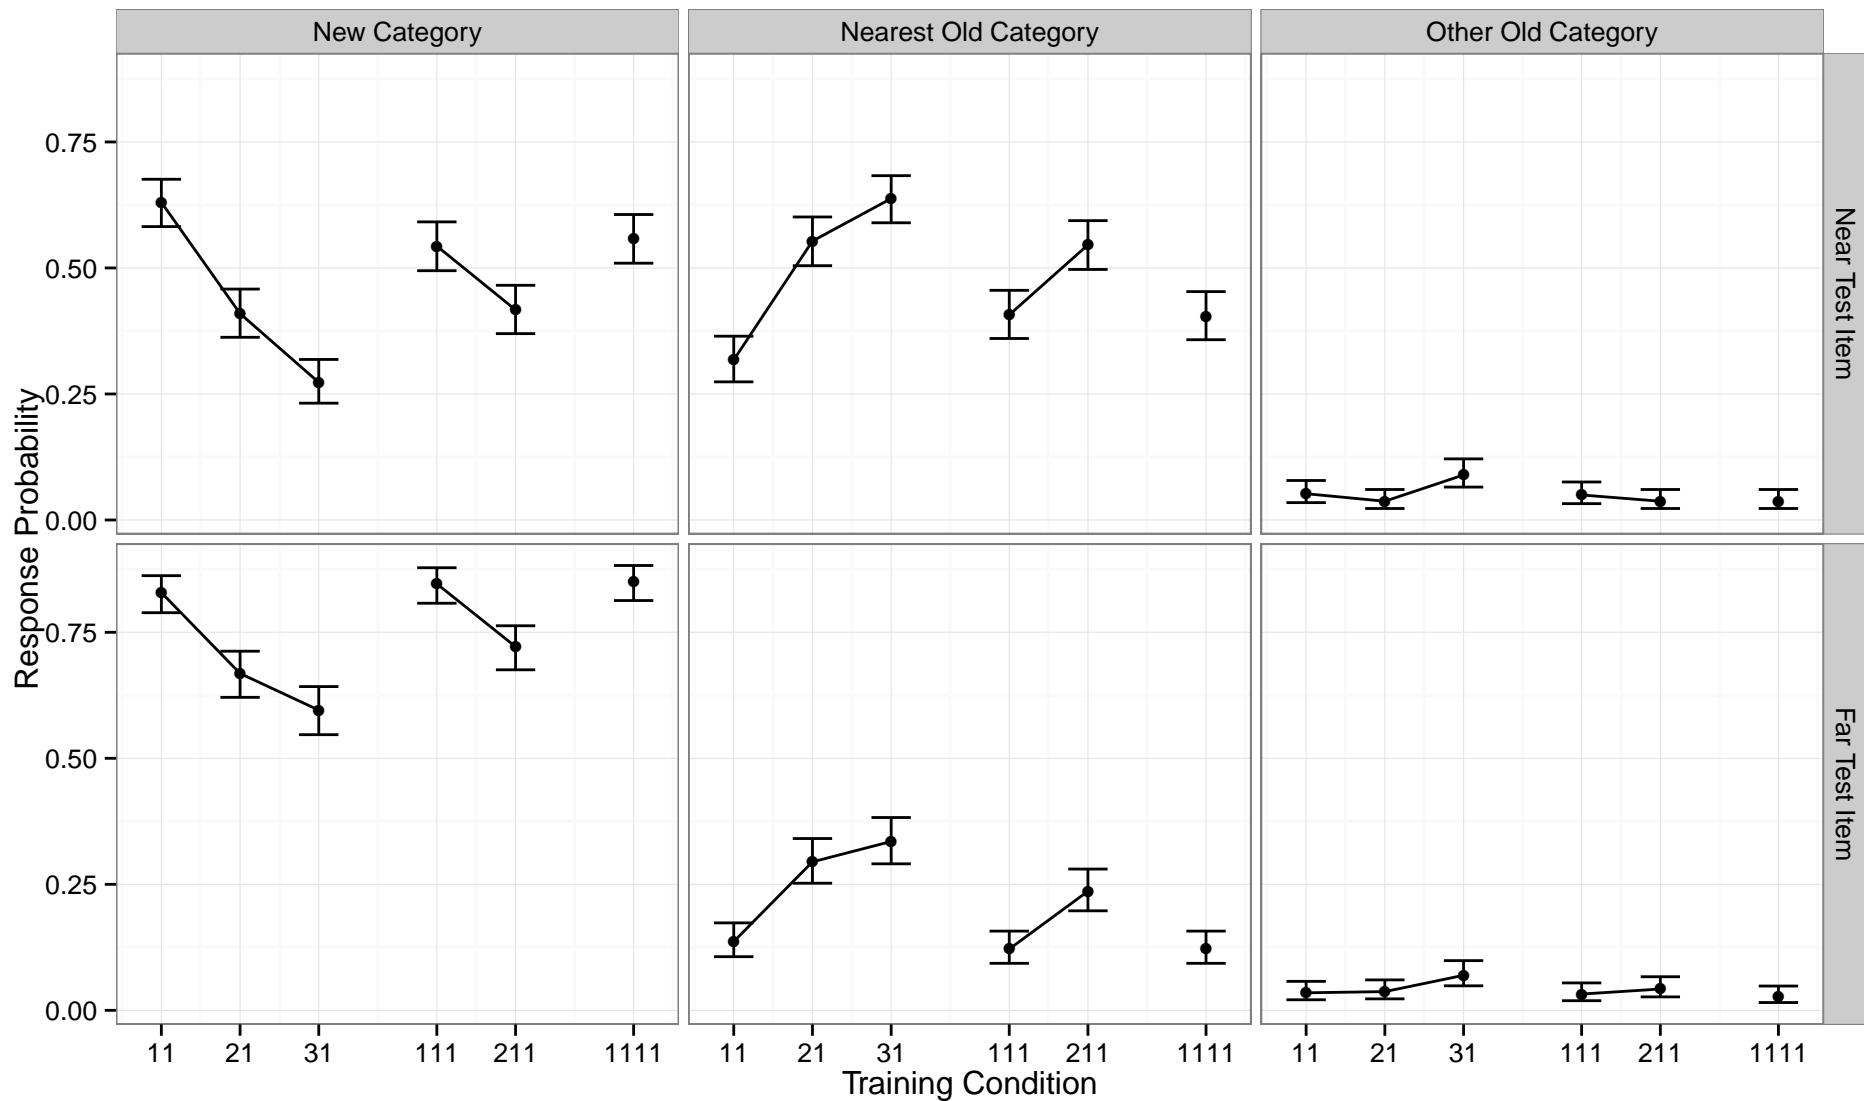 New Category Nearest Old Category Other Old Category
Near Test Item
0.75
0.50
0.25
0.00
Far Test Item
0.75
0.50
0.25
0.00
Response Probability
11 21 31 111 211 1111 11 21 31 111 211 1111 11 21 31 111 211 1111
Training Condition